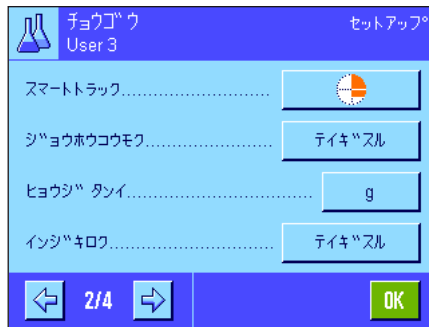 チョウゴウ セットアップ
User 3
スマートトラック..........................
ジョウホウコウモク..........................	テイギスル
ヒョウジ タンイ................................	g
インジキロク............................	テイギスル
2/4 OK